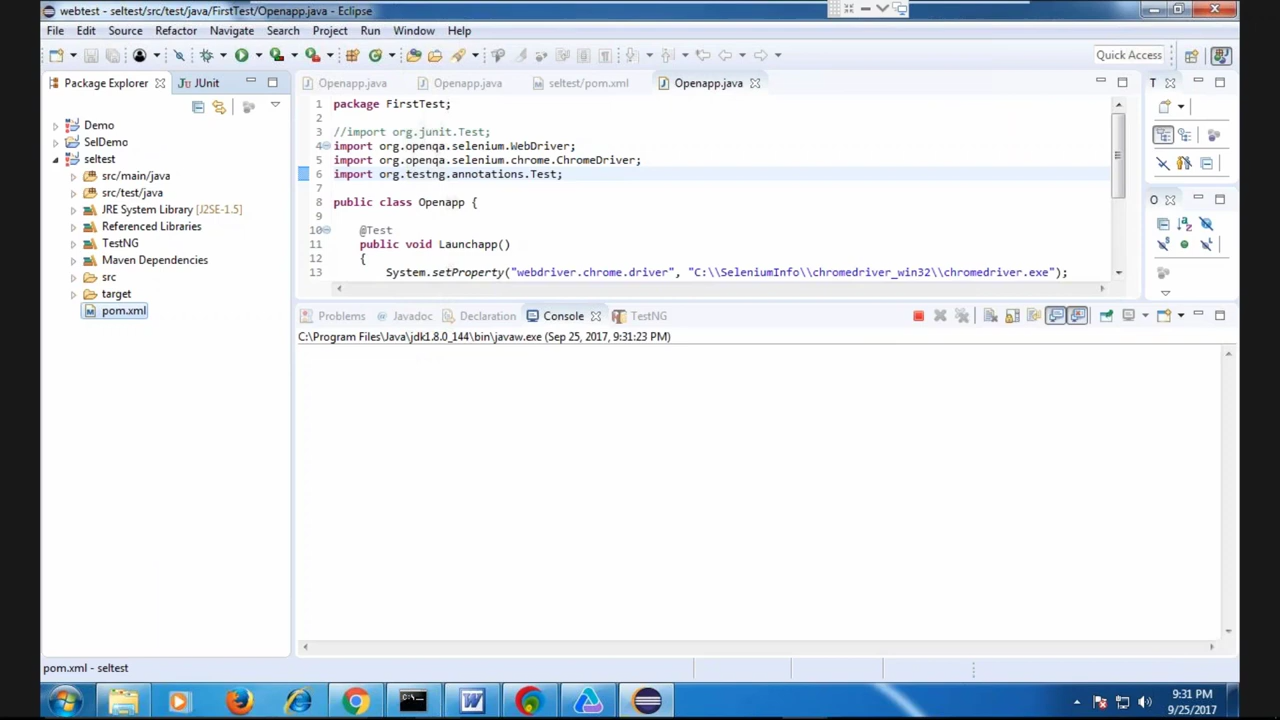 webtest - seltest/src/test/java/FirstTest/Openapp.java - Eclipse
File Edit Source Refactor Navigate Search Project Run Window Help
Quick Access
Package Explorer
JUnit
Openapp.java
Openapp.java
seltest/pom.xml
Openapp.java
T
Demo
SelDemo
seltest
src/main/java
src/test/java
JRE System Library [J2SE-1.5]
Referenced Libraries
TestNG
Maven Dependencies
src
target
pom.xml
1 package FirstTest;
2
3 //import org.junit.Test;
4 import org.openqa.selenium.WebDriver;
5 import org.openqa.selenium.chrome.ChromeDriver;
6 import org.testng.annotations.Test;
7
8 public class Openapp {
9
10 @Test
11 public void Launchapp()
12 {
13 System.setProperty("webdriver.chrome.driver", "C:\\SeleniumInfo\\chromedriver_win32\\chromedriver.exe");
O
Problems
Javadoc
Declaration
Console
TestNG
C:\Program Files\Java\jdk1.8.0_144\bin\javaw.exe (Sep 25, 2017, 9:31:23 PM)
pom.xml - seltest
9:31 PM
9/25/2017